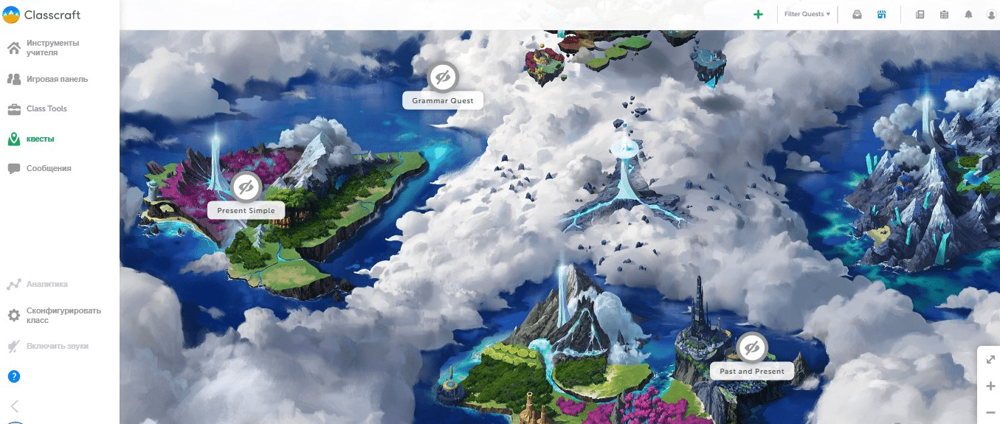 Classcraft
Filter Quests
Инструменты
учителя
Игровая панель
Class Tools
квесты
Сообщения
Аналитика
Сконфигурировать
класс
Включить звуки
?
Grammar Quest
Present Simple
Past and Present